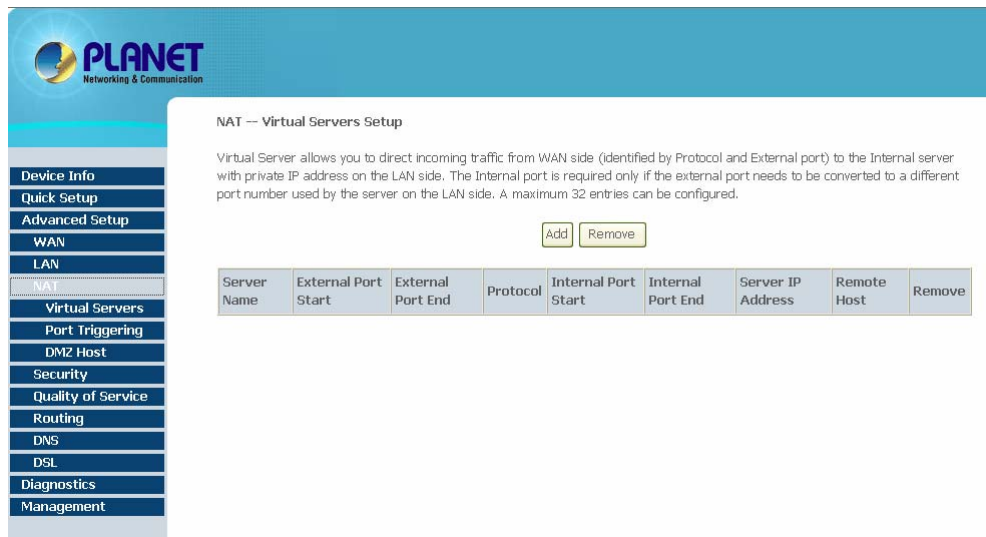 PLANET
Networking & Communication
Device Info
Quick Setup
Advanced Setup
WAN
LAN
NAT
Virtual Servers
Port Triggering
DMZ Host
Security
Quality of Service
Routing
DNS
DSL
Diagnostics
Management
NAT -- Virtual Servers Setup
Virtual Server allows you to direct incoming traffic from WAN side (identified by Protocol and External port) to the Internal server
with private IP address on the LAN side. The Internal port is required only if the external port needs to be converted to a different
port number used by the server on the LAN side. A maximum 32 entries can be configured.
Add Remove
Server Name External Port Start External Port End Protocol Internal Port Start Internal Port End Server IP Address Remote Host Remove